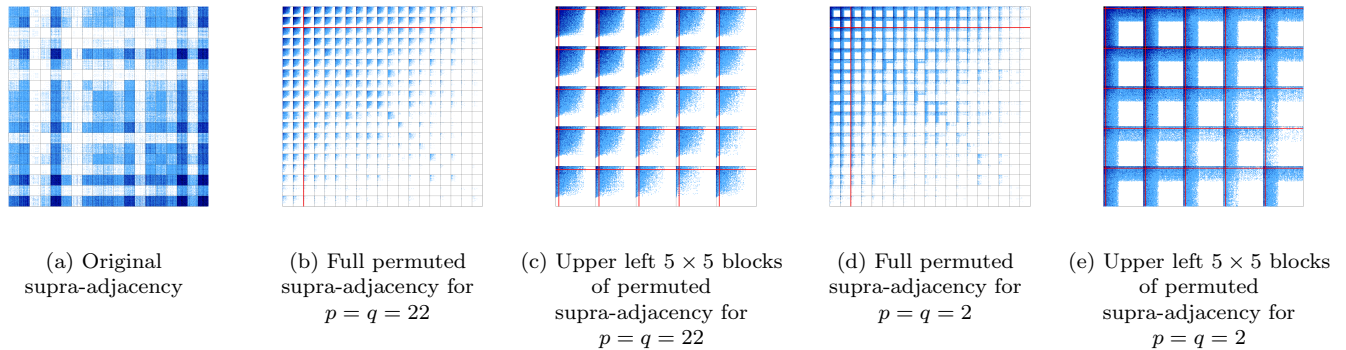 (a) Original
supra-adjacency
(b) Full permuted
supra-adjacency for
p = q = 22
(c) Upper left 5 × 5 blocks
of permuted
supra-adjacency for
p = q = 22
(d) Full permuted
supra-adjacency for
p = q = 2
(e) Upper left 5 × 5 blocks
of permuted
supra-adjacency for
p = q = 2